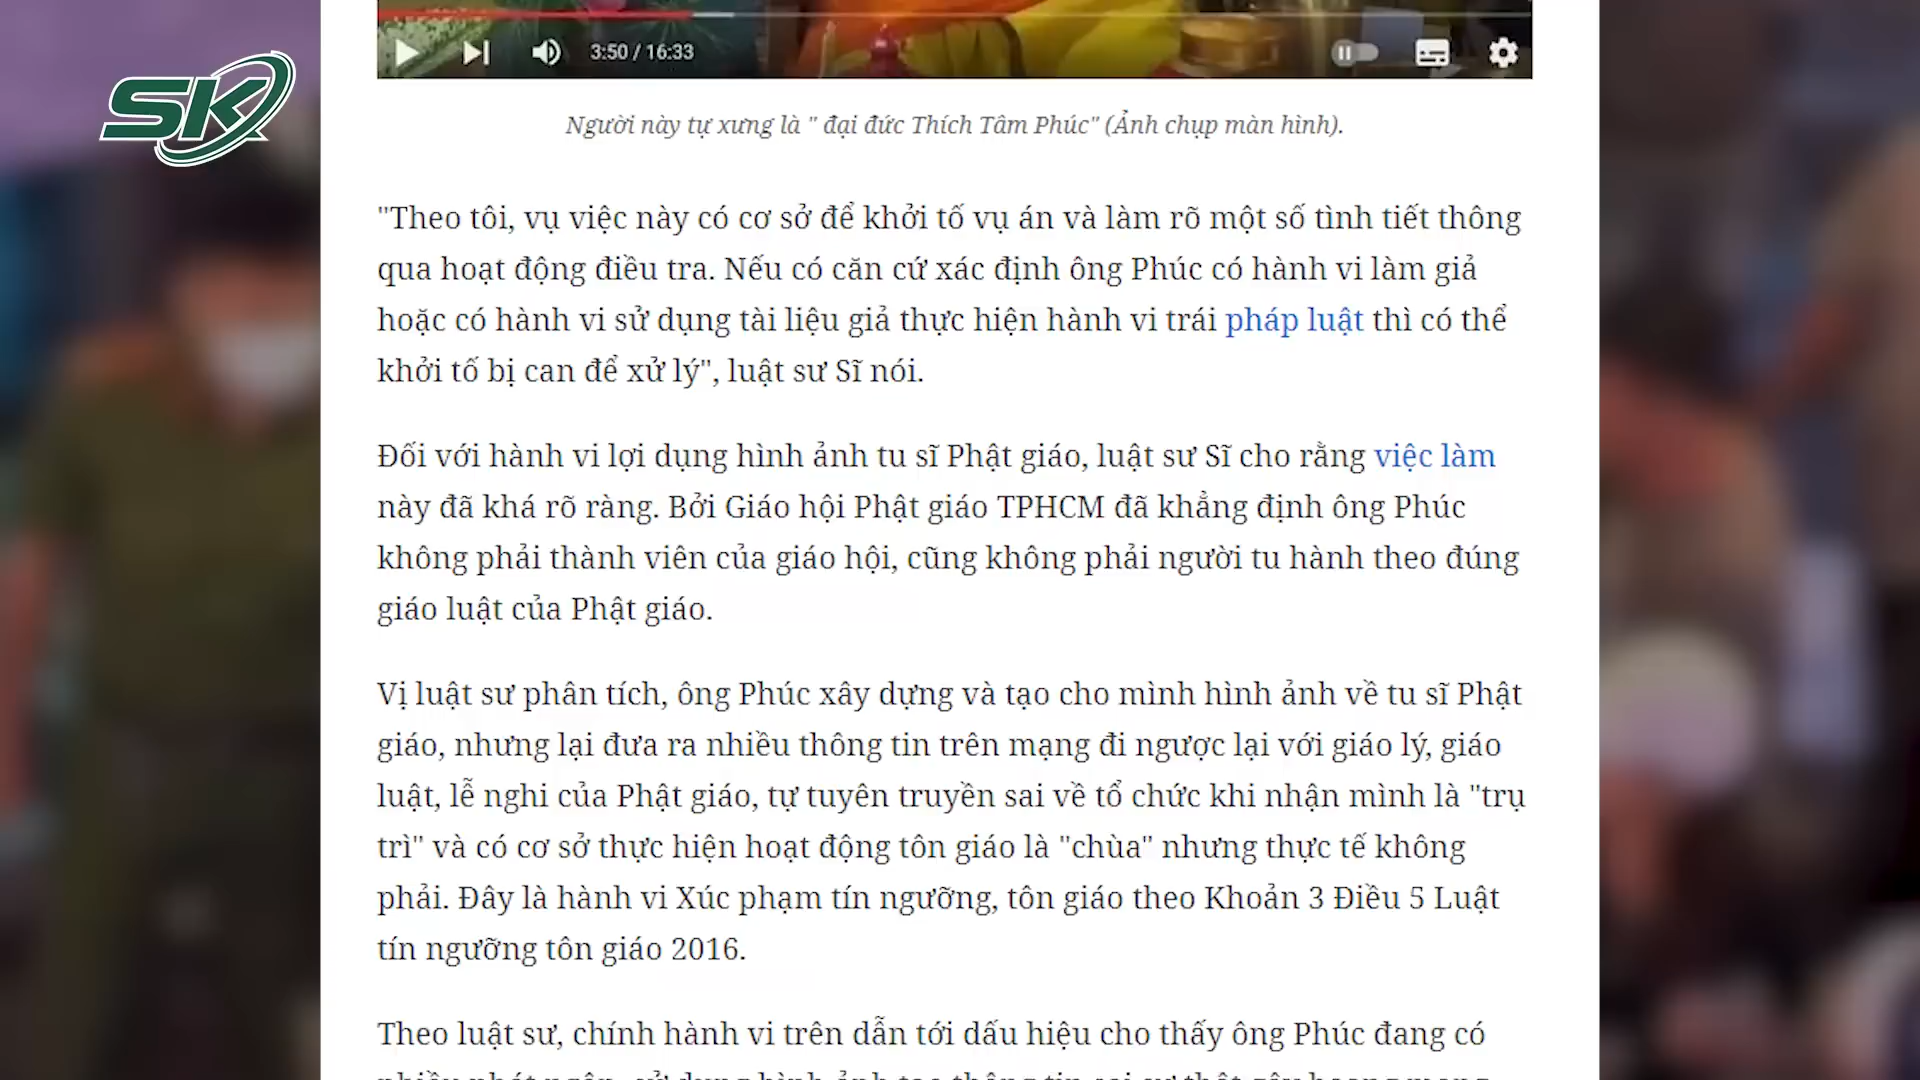 SK
3:50 / 16:33
Người này tự xưng là " đại đức Thích Tâm Phúc" (Ảnh chụp màn hình).
"Theo tôi, vụ việc này có cơ sở để khởi tố vụ án và làm rõ một số tình tiết thông
qua hoạt động điều tra. Nếu có căn cứ xác định ông Phúc có hành vi làm giả
hoặc có hành vi sử dụng tài liệu giả thực hiện hành vi trái pháp luật thì có thể
khởi tố bị can để xử lý", luật sư Sĩ nói.
Đối với hành vi lợi dụng hình ảnh tu sĩ Phật giáo, luật sư Sĩ cho rằng việc làm
này đã khá rõ ràng. Bởi Giáo hội Phật giáo TPHCM đã khẳng định ông Phúc
không phải thành viên của giáo hội, cũng không phải người tu hành theo đúng
giáo luật của Phật giáo.
Vị luật sư phân tích, ông Phúc xây dựng và tạo cho mình hình ảnh về tu sĩ Phật
giáo, nhưng lại đưa ra nhiều thông tin trên mạng đi ngược lại với giáo lý, giáo
luật, lễ nghi của Phật giáo, tự tuyên truyền sai về tổ chức khi nhận mình là "trụ
trì" và có cơ sở thực hiện hoạt động tôn giáo là "chùa" nhưng thực tế không
phải. Đây là hành vi Xúc phạm tín ngưỡng, tôn giáo theo Khoản 3 Điều 5 Luật
tín ngưỡng tôn giáo 2016.
Theo luật sư, chính hành vi trên dẫn tới dấu hiệu cho thấy ông Phúc đang có